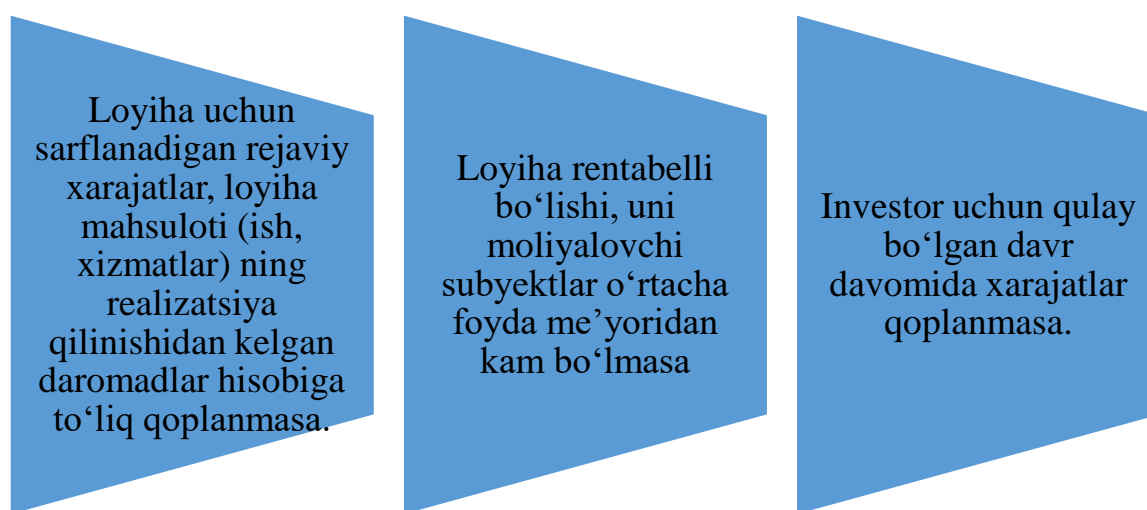 Loyiha uchun
sarflanadigan rejaviy
xarajatlar, loyiha
mahsuloti (ish,
xizmatlar) ning
realizatsiya
qilinishidan kelgan
daromadlar hisobiga
to‘liq qoplanmasa.
Loyiha rentabelli
bo‘lishi, uni
moliyalovchi
subyektlar o‘rtacha
foyda me’yoridan
kam bo‘lmasa
Investor uchun qulay
bo‘lgan davr
davomida xarajatlar
qoplanmasa.